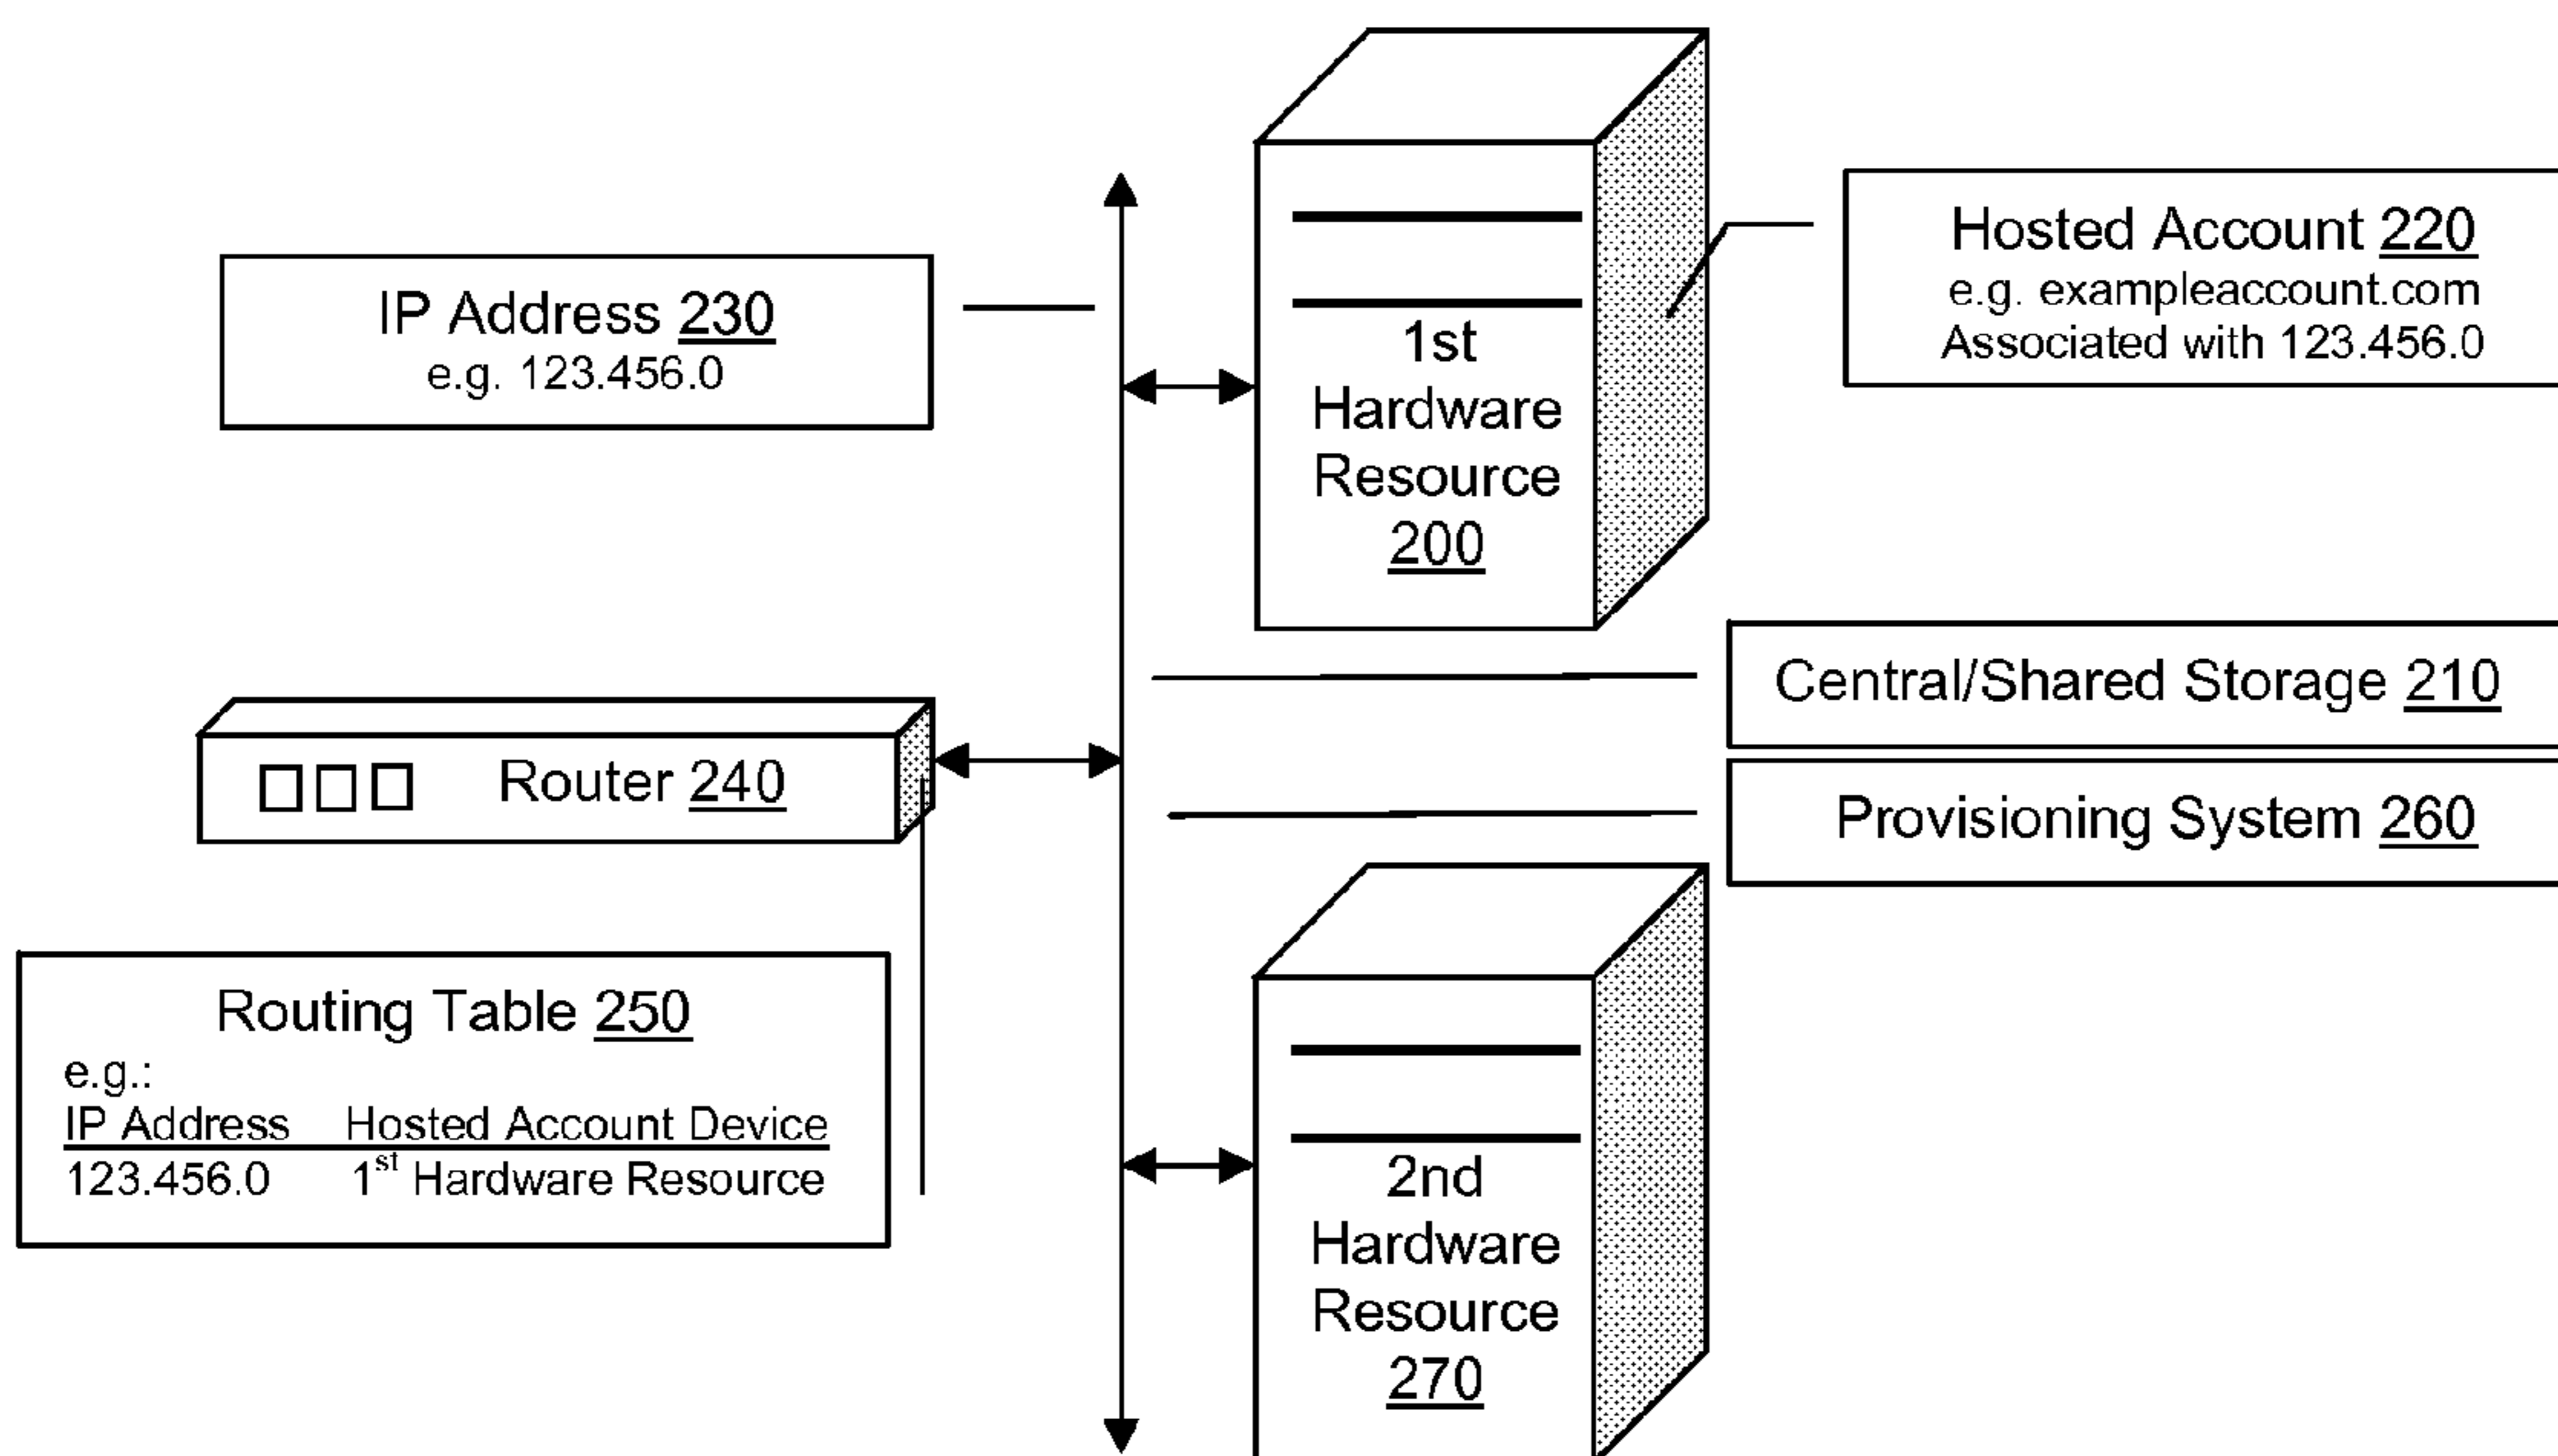 IP Address 230
e.g. 123.456.0
1st
Hardware
Resource
200
Hosted Account 220
e.g. exampleaccount.com
Associated with 123.456.0
Central/Shared Storage 210
Router 240
Provisioning System 260
Routing Table 250
e.g.:
IP Address Hosted Account Device
123.456.0 1st Hardware Resource
2nd
Hardware
Resource
270